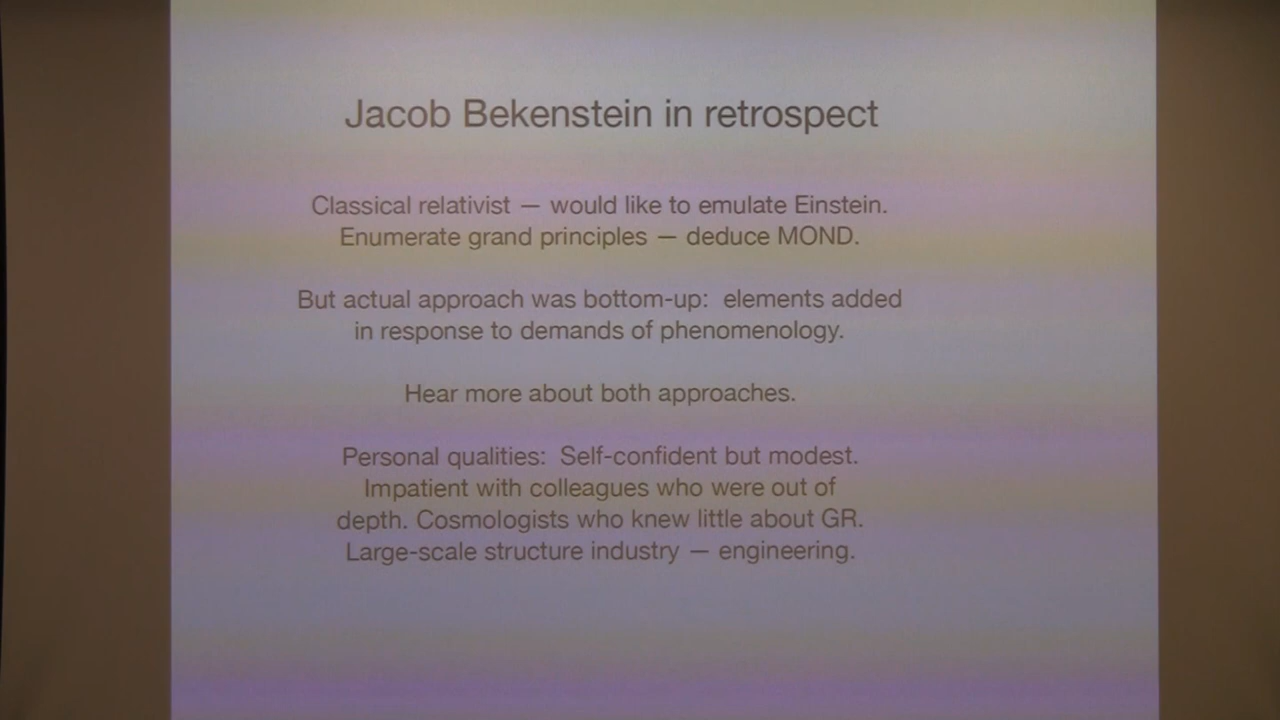 Jacob Bekenstein in retrospect
Classical relativist — would like to emulate Einstein.
Enumerate grand principles — deduce MOND.
But actual approach was bottom-up: elements added
in response to demands of phenomenology.
Hear more about both approaches.
Personal qualities: Self-confident but modest.
Impatient with colleagues who were out of
depth. Cosmologists who knew little about GR.
Large-scale structure industry — engineering.